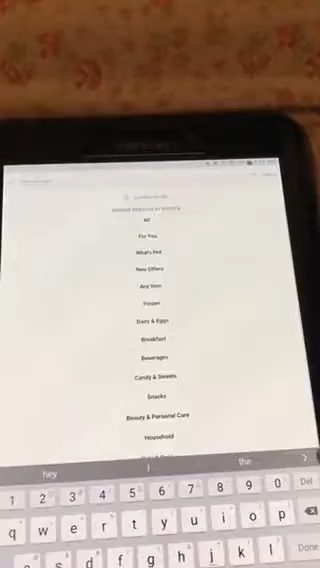 All
For You
What's Hot
New Offers
Any Item
Frozen
Dairy & Eggs
Breakfast
Beverages
Candy & Sweets
Snacks
Beauty & Personal Care
Household
hey I the
1 2 3 4 5 6 7 8 9 0 Del
q w e r t y u i o p
a s d f g h j k l Done